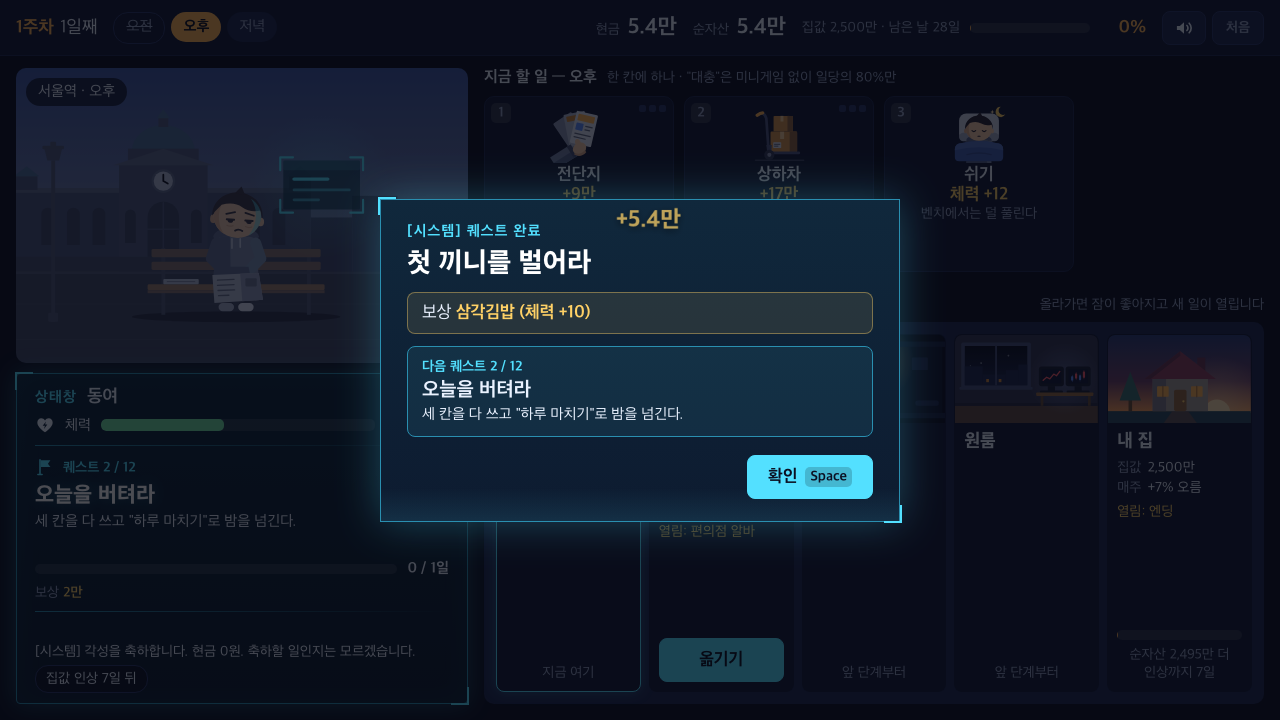 1주차 1일째 오전 오후 저녁
현금 5.4만 순자산 5.4만 집값 2,500만 · 남은 날 28일 0% 처음
서울역 · 오후
지금 할 일 — 오후 한 칸에 하나 · "대충"은 미니게임 없이 일당의 80%만
1
전단지
+9만
2
상하차
+17만
3
쉬기
체력 +12
벤치에서는 덜 풀린다
+5.4만
[시스템] 퀘스트 완료
첫 끼니를 벌어라
보상 삼각김밥 (체력 +10)
다음 퀘스트 2 / 12
오늘을 버텨라
세 칸을 다 쓰고 "하루 마치기"로 밤을 넘긴다.
확인 Space
올라가면 잠이 좋아지고 새 일이 열립니다
상태창 동여
체력
퀘스트 2 / 12
오늘을 버텨라
세 칸을 다 쓰고 "하루 마치기"로 밤을 넘긴다.
0 / 1일
보상 2만
[시스템] 각성을 축하합니다. 현금 0원. 축하할 일인지는 모르겠습니다.
집값 인상 7일 뒤
지금 여기
열림: 편의점 알바
옮기기
앞 단계부터
원룸
앞 단계부터
내 집
집값 2,500만
매주 +7% 오름
열림: 엔딩
순자산 2,495만 더
인상까지 7일